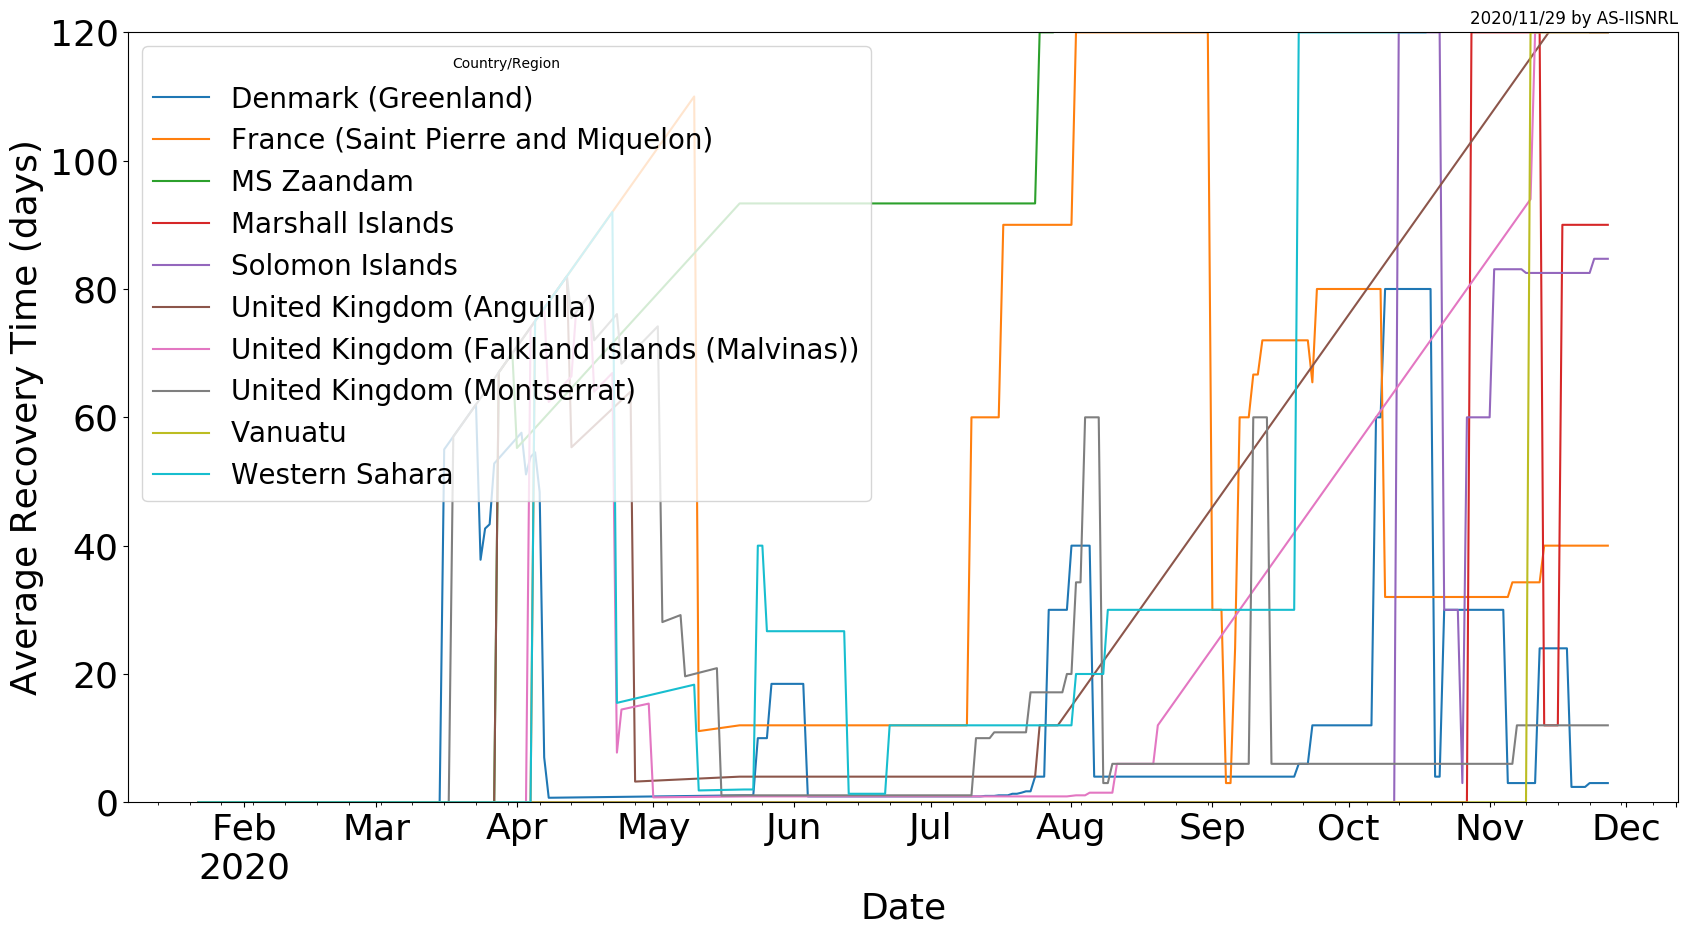 2020/11/29 by AS-IISNRL
120
100
80
60
40
20
0
Average Recovery Time (days)
Country/Region
Denmark (Greenland)
France (Saint Pierre and Miquelon)
MS Zaandam
Marshall Islands
Solomon Islands
United Kingdom (Anguilla)
United Kingdom (Falkland Islands (Malvinas))
United Kingdom (Montserrat)
Vanuatu
Western Sahara
Feb Mar Apr May Jun Jul Aug Sep Oct Nov Dec
2020
Date